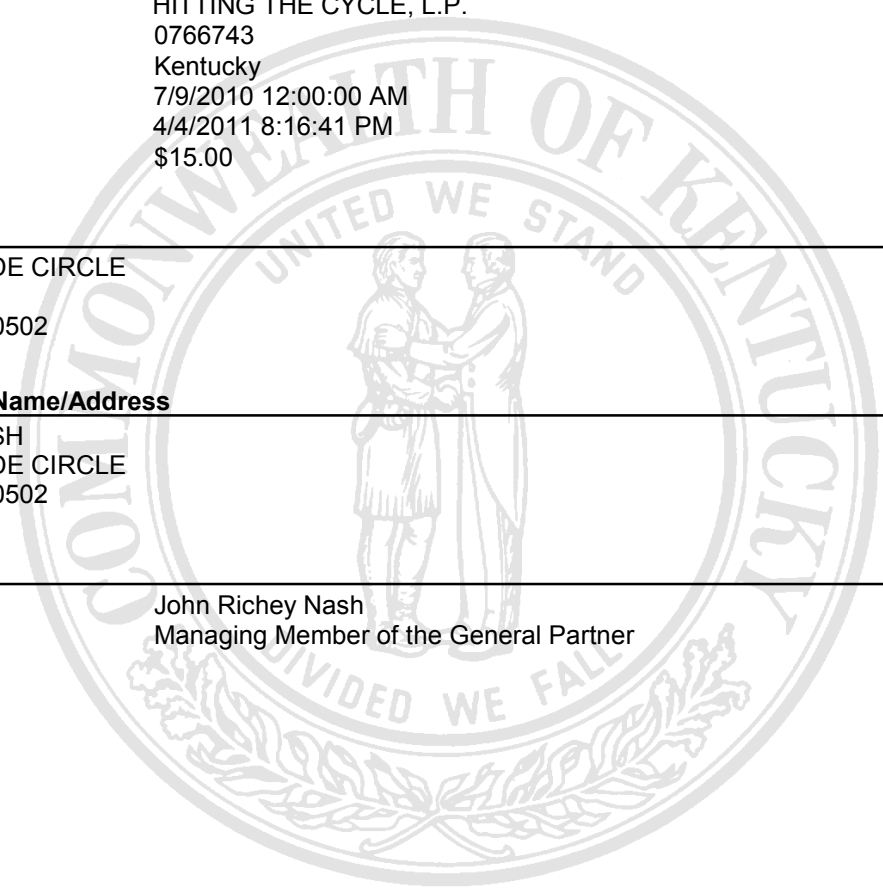 HITTING THE CYCLE, L.P.
0766743
Kentucky
7/9/2010 12:00:00 AM
4/4/2011 8:16:41 PM
$15.00
COMMONWEALTH OF KENTUCKY
UNITED WE STAND
DE CIRCLE
0502
Name/Address
SH
DE CIRCLE
0502
John Richey Nash
Managing Member of the General Partner
DIVIDED WE FALL